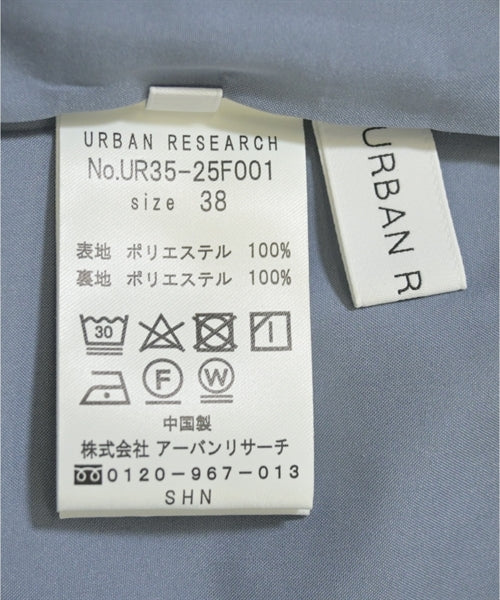 URBAN RESEARCH
No.UR35-25F001
size 38
表地 ポリエステル 100%
裏地 ポリエステル 100%
30
F
W
中国製
株式会社 アーバンリサーチ
0120-967-013
SHN
URBAN R